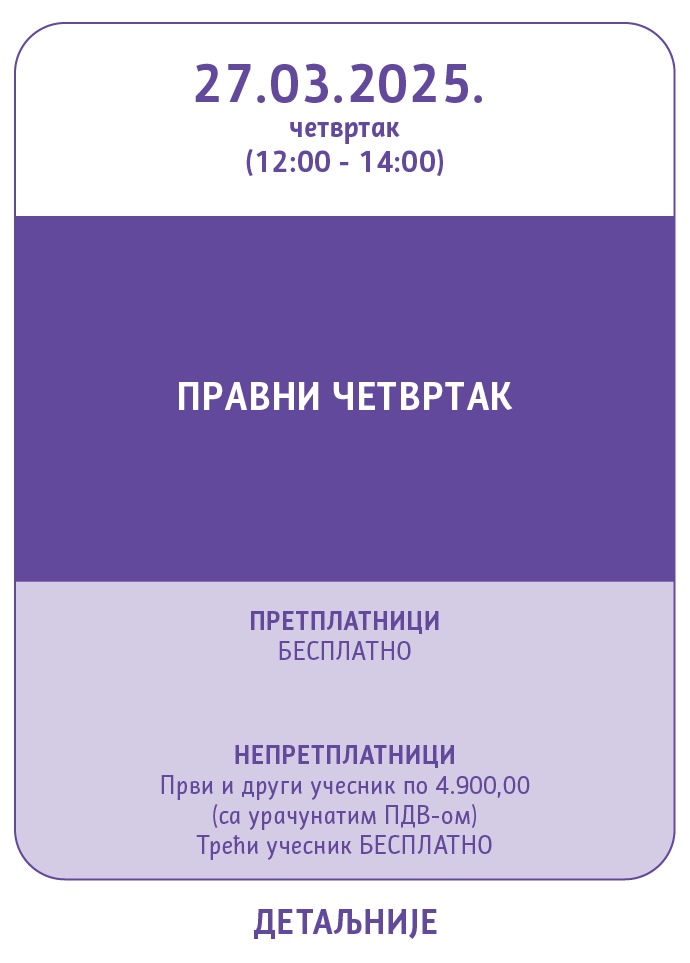 27.03.2025.
четвртак
(12:00 - 14:00)
ПРАВНИ ЧЕТВРТАК
ПРЕТПЛАТНИЦИ
БЕСПЛАТНО
НЕПРЕТПЛАТНИЦИ
Први и други учесник по 4.900,00
(са урачунатим ПДВ-ом)
Трећи учесник БЕСПЛАТНО
ДЕТАЉНИЈЕ